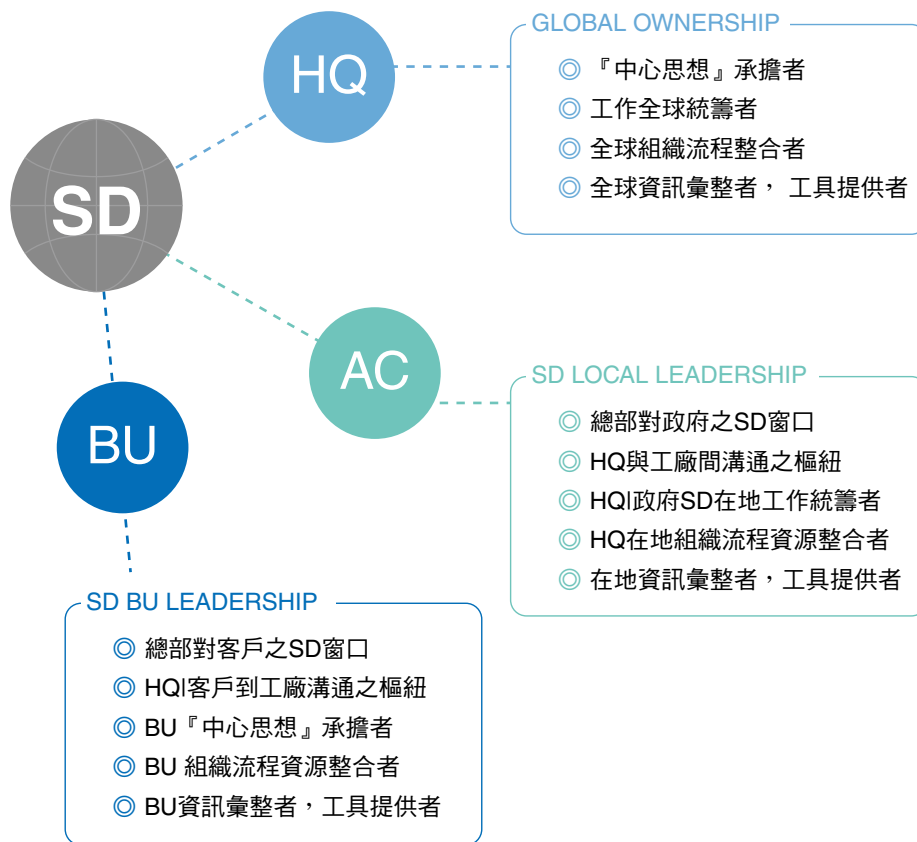 SD
HQ
GLOBAL OWNERSHIP
◎ 『中心思想』承擔者
◎ 工作全球統籌者
◎ 全球組織流程整合者
◎ 全球資訊彙整者， 工具提供者
AC
SD LOCAL LEADERSHIP
◎ 總部對政府之SD窗口
◎ HQ與工廠間溝通之樞紐
◎ HQ|政府SD在地工作統籌者
◎ HQ在地組織流程資源整合者
◎ 在地資訊彙整者，工具提供者
BU
SD BU LEADERSHIP
◎ 總部對客戶之SD窗口
◎ HQ|客戶到工廠溝通之樞紐
◎ BU『中心思想』承擔者
◎ BU 組織流程資源整合者
◎ BU資訊彙整者，工具提供者